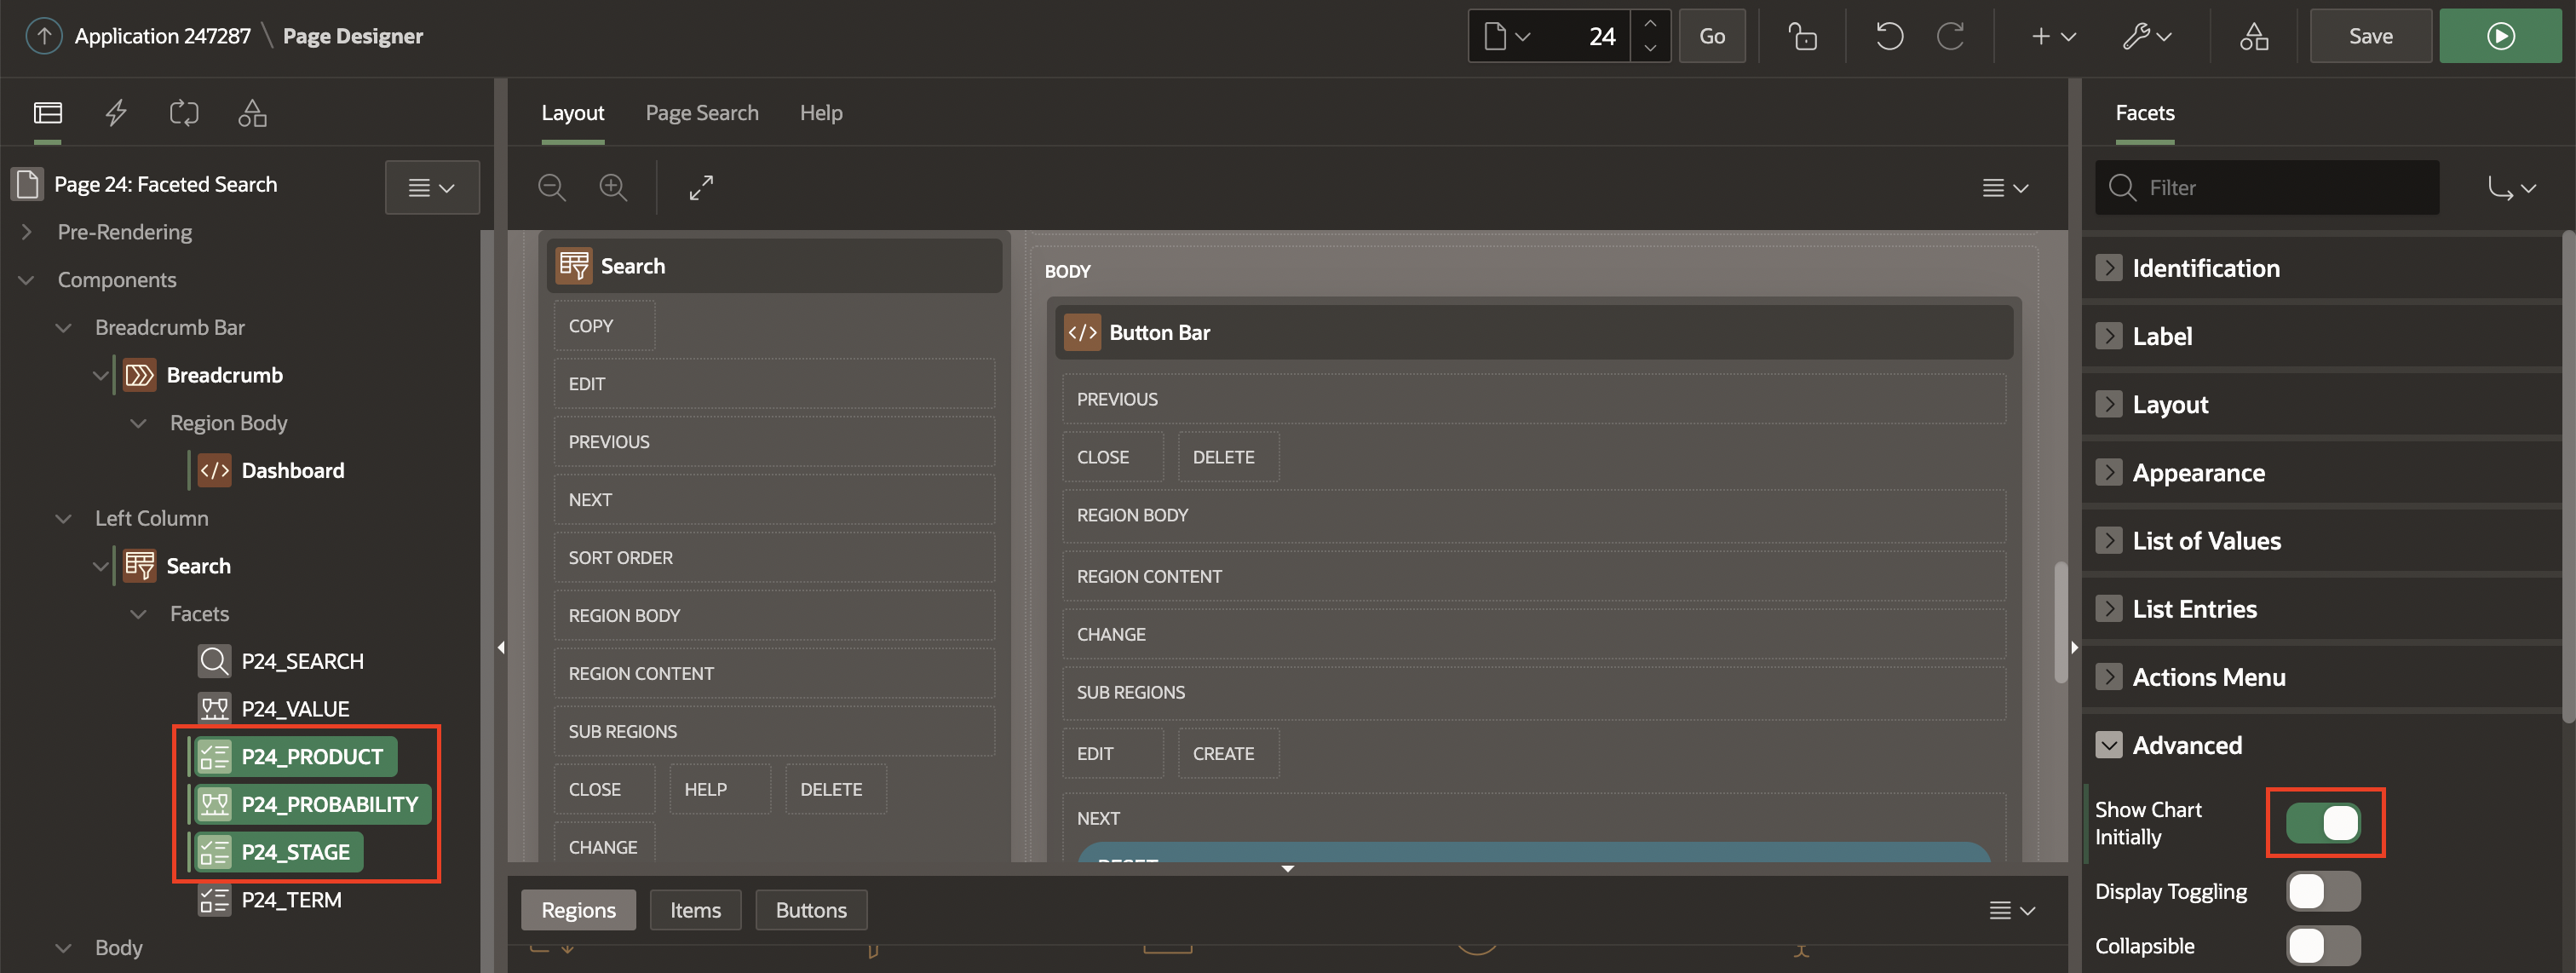 Application 247287 \ Page Designer
24
Go
Save
Page 24: Faceted Search
Pre-Rendering
Components
Breadcrumb Bar
Breadcrumb
Region Body
Dashboard
Left Column
Search
Facets
P24_SEARCH
P24_VALUE
P24_PRODUCT
P24_PROBABILITY
P24_STAGE
P24_TERM
Body
Layout Page Search Help
Search
COPY
EDIT
PREVIOUS
NEXT
SORT ORDER
REGION BODY
REGION CONTENT
SUB REGIONS
CLOSE HELP DELETE
CHANGE
BODY
</> Button Bar
PREVIOUS
CLOSE DELETE
REGION BODY
REGION CONTENT
CHANGE
SUB REGIONS
EDIT CREATE
NEXT
RESET
Regions Items Buttons
Facets
Filter
Identification
Label
Layout
Appearance
List of Values
List Entries
Actions Menu
Advanced
Show Chart
Initially
Display Toggling
Collapsible